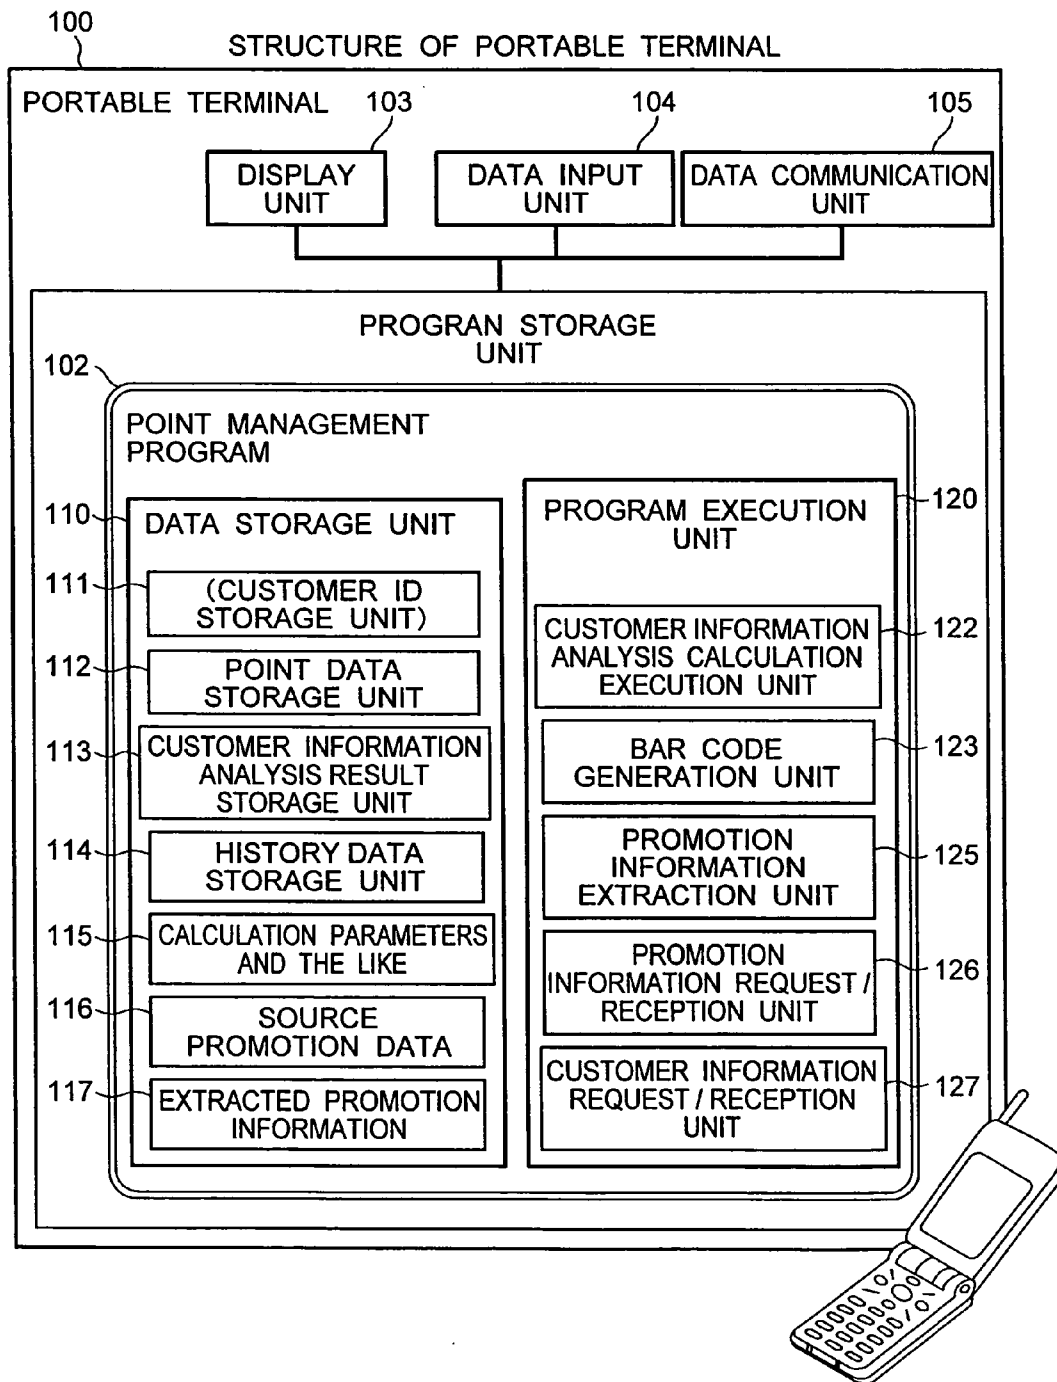 100
STRUCTURE OF PORTABLE TERMINAL
PORTABLE TERMINAL
103
104
105
DISPLAY
UNIT
DATA INPUT
UNIT
DATA COMMUNICATION
UNIT
PROGRAN STORAGE
UNIT
102
POINT MANAGEMENT
PROGRAM
110
DATA STORAGE UNIT
111
(CUSTOMER ID
STORAGE UNIT)
112
POINT DATA
STORAGE UNIT
113
CUSTOMER INFORMATION
ANALYSIS RESULT
STORAGE UNIT
114
HISTORY DATA
STORAGE UNIT
115
CALCULATION PARAMETERS
AND THE LIKE
116
SOURCE
PROMOTION DATA
117
EXTRACTED PROMOTION
INFORMATION
120
PROGRAM EXECUTION
UNIT
CUSTOMER INFORMATION
ANALYSIS CALCULATION
EXECUTION UNIT
122
BAR CODE
GENERATION UNIT
123
PROMOTION
INFORMATION
EXTRACTION UNIT
125
PROMOTION
INFORMATION REQUEST /
RECEPTION UNIT
126
CUSTOMER INFORMATION
REQUEST / RECEPTION
UNIT
127